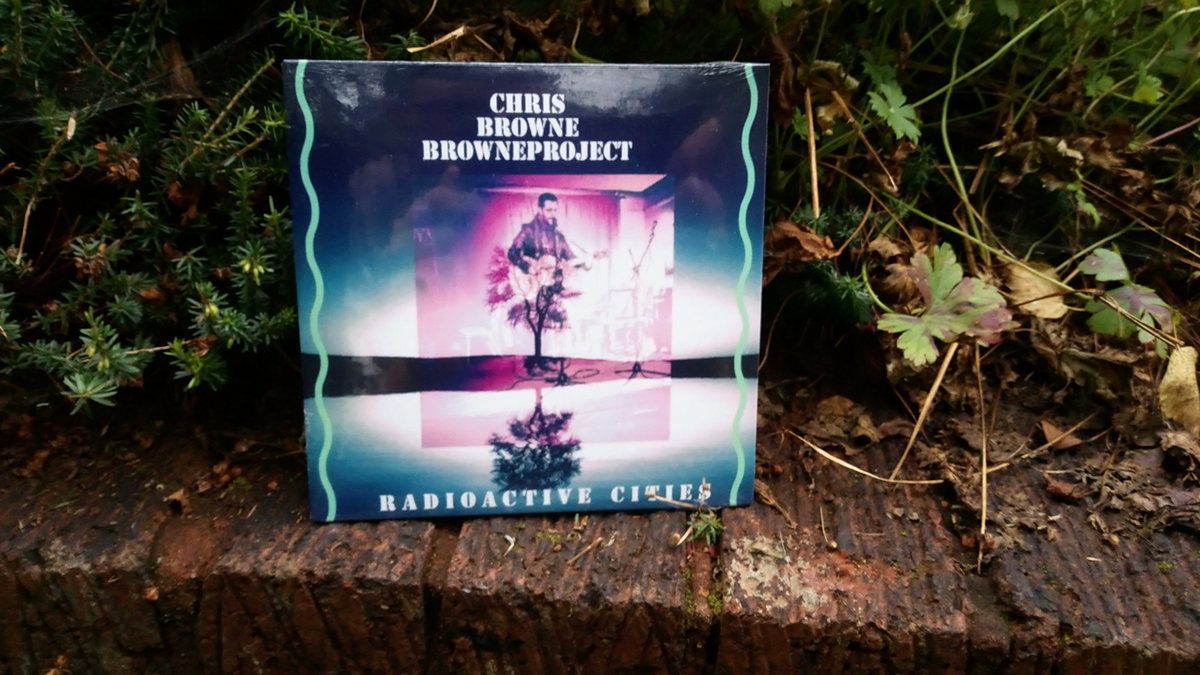 CHRIS
BROWNE
BROWNEPROJECT
RADIOACTIVE CITIES